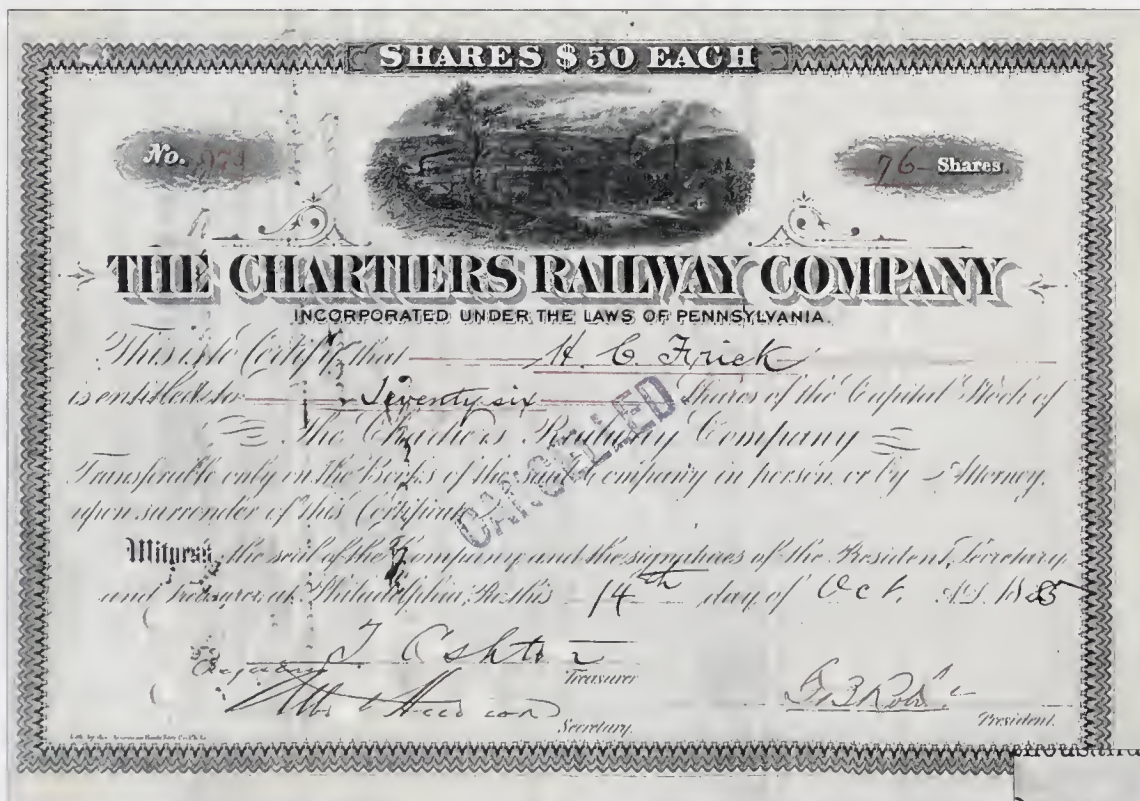 SHARES $50 EACH
No.
76 Shares.
THE CHARTIERS RAILWAY COMPANY
INCORPORATED UNDER THE LAWS OF PENNSYLVANIA.
This is to Certify that H. C. Frick
is entitled to Seventy six Shares of the Capital Stock of
The Chartiers Railway Company
Transferable only on the Books of the said Company in person or by Attorney,
upon surrender of this Certificate
CANCELLED
Witness, the seal of the Company and the signatures of the President, Secretary
and Treasurer, at Philadelphia, Pa. this 14th day of Oct. A.D. 1885
T Ashton
Treasurer
Secretary.
President.
thousand